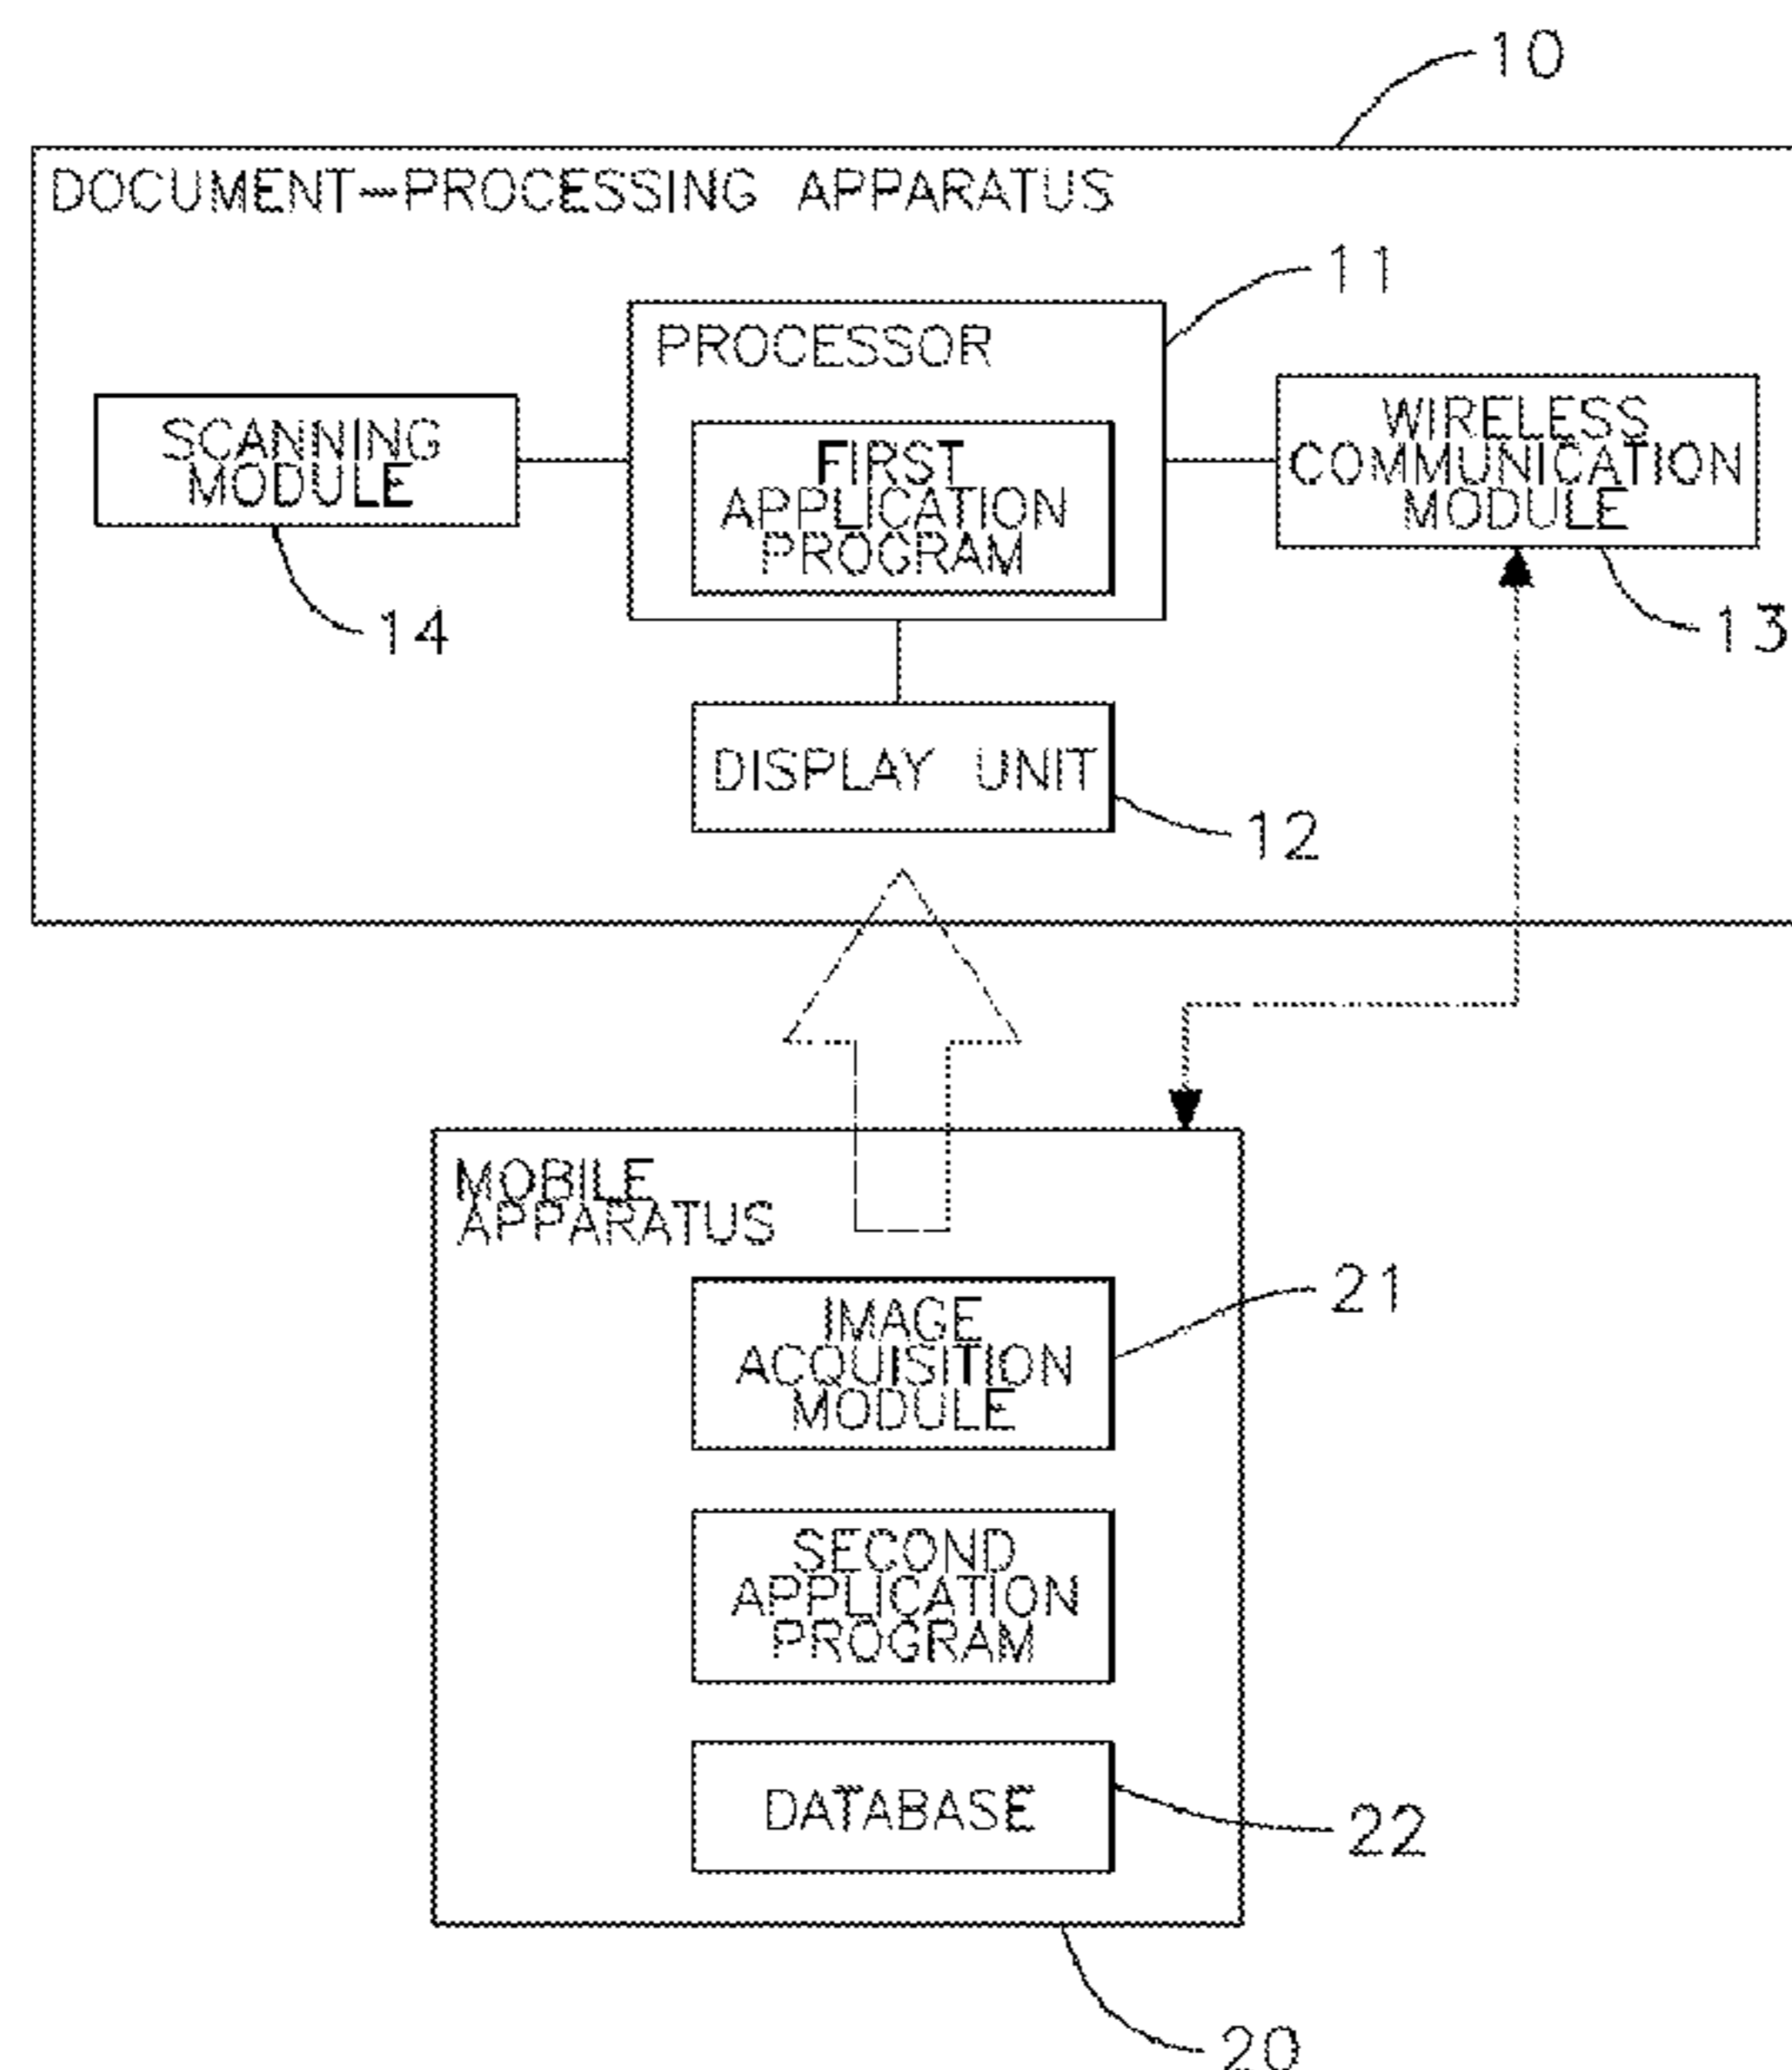 10
DOCUMENT-PROCESSING APPARATUS
11
PROCESSOR
SCANNING
MODULE
FIRST
APPLICATION
PROGRAM
WIRELESS
COMMUNICATION
MODULE
14
13
DISPLAY UNIT
12
MOBILE
APPARATUS
21
IMAGE
ACQUISITION
MODULE
SECOND
APPLICATION
PROGRAM
DATABASE
22
20